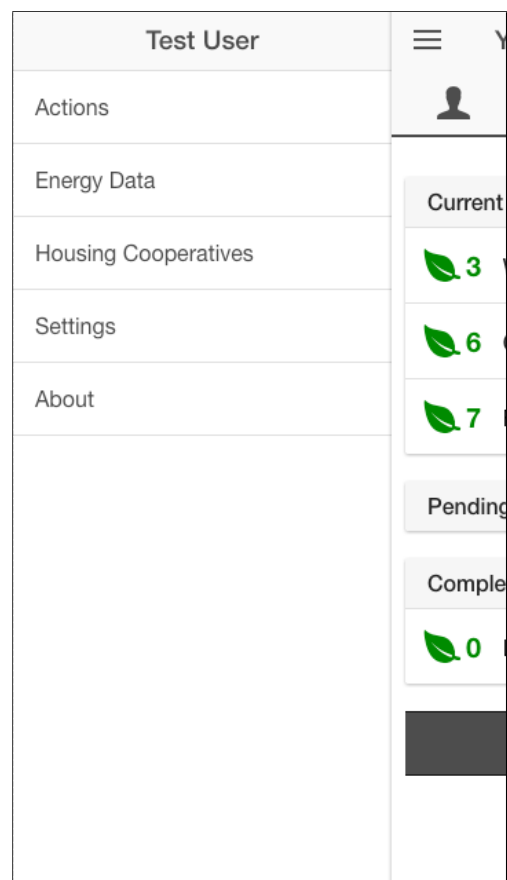 Test User
Actions
Energy Data
Housing Cooperatives
Settings
About
Y
Current
3
6
7
Pending
Comple
0